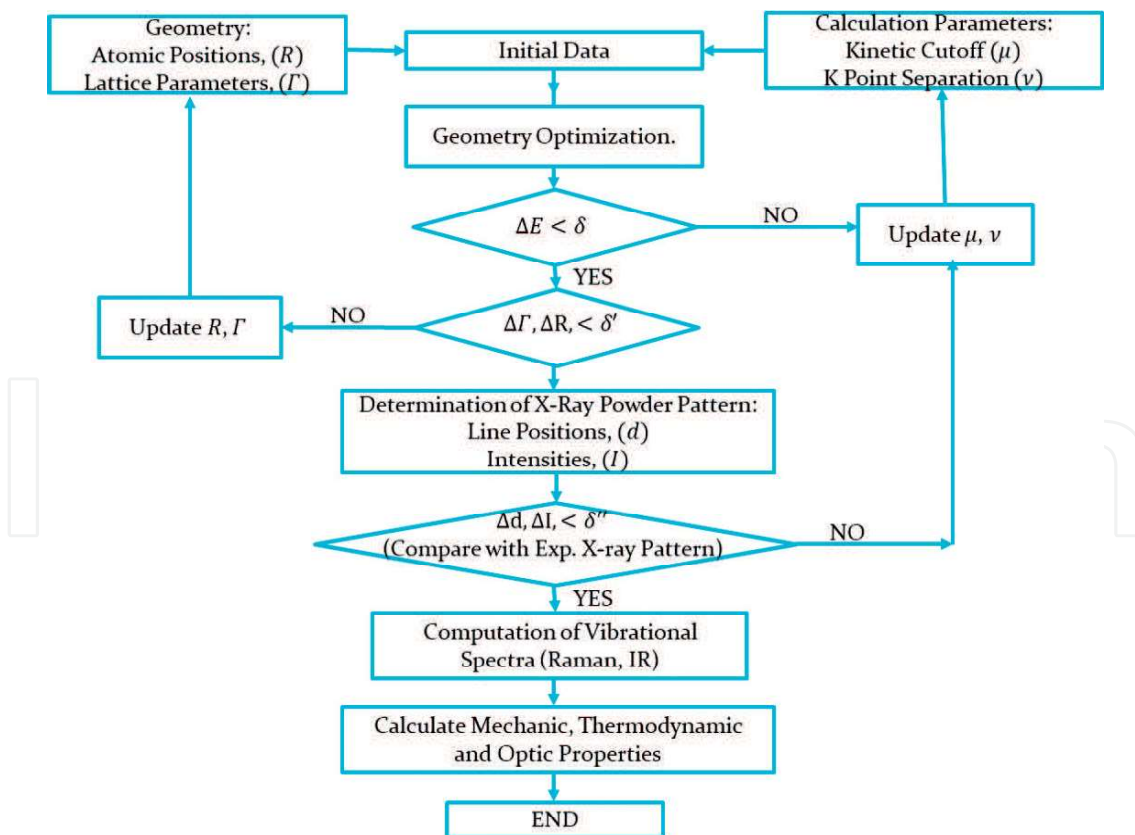 Geometry:
Atomic Positions, (R)
Lattice Parameters, (Γ)
Initial Data
Calculation Parameters:
Kinetic Cutoff (μ)
K Point Separation (ν)
Geometry Optimization.
ΔE < δ
NO
Update μ, ν
YES
Update R, Γ
NO
ΔΓ, ΔR, < δ′
Determination of X-Ray Powder Pattern:
Line Positions, (d)
Intensities, (I)
Δd, ΔI, < δ′′
(Compare with Exp. X-ray Pattern)
NO
YES
Computation of Vibrational
Spectra (Raman, IR)
Calculate Mechanic, Thermodynamic
and Optic Properties
END